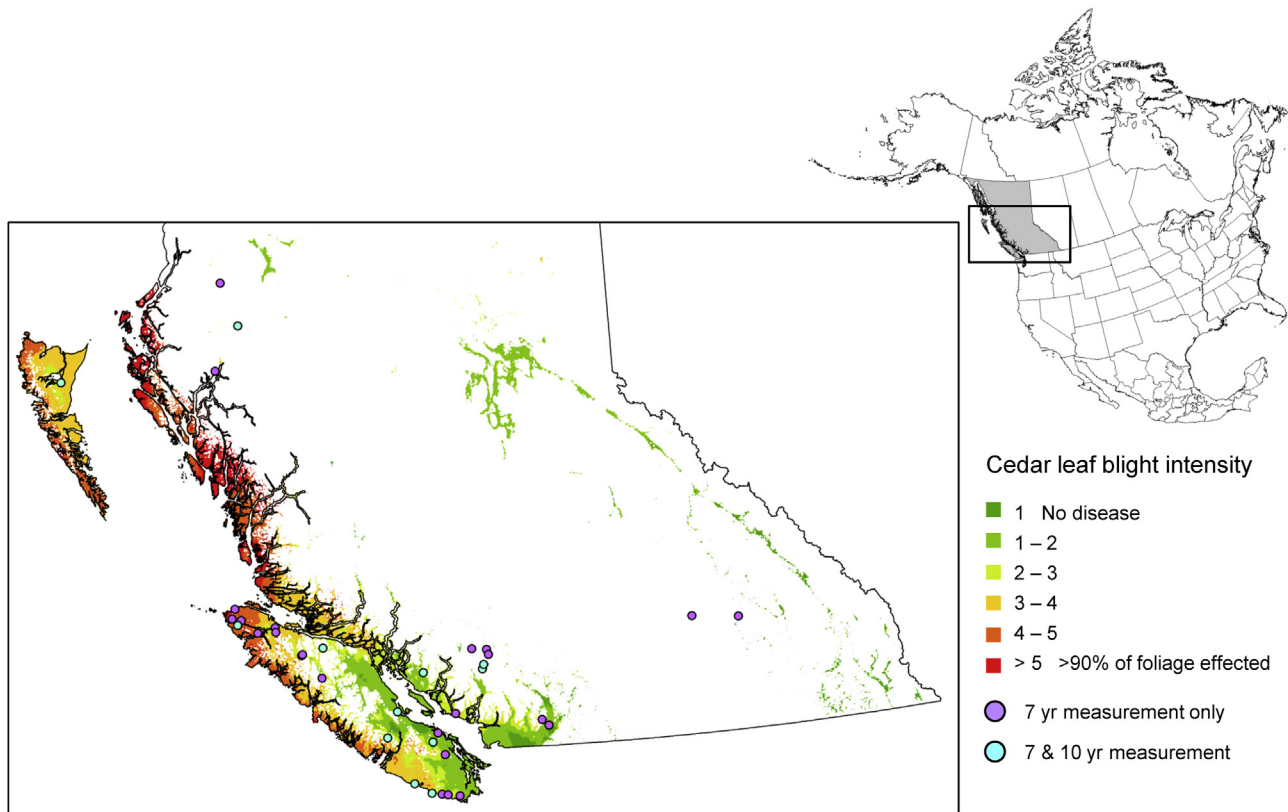 Cedar leaf blight intensity
1 No disease
1 – 2
2 – 3
3 – 4
4 – 5
> 5 >90% of foliage effected
7 yr measurement only
7 & 10 yr measurement